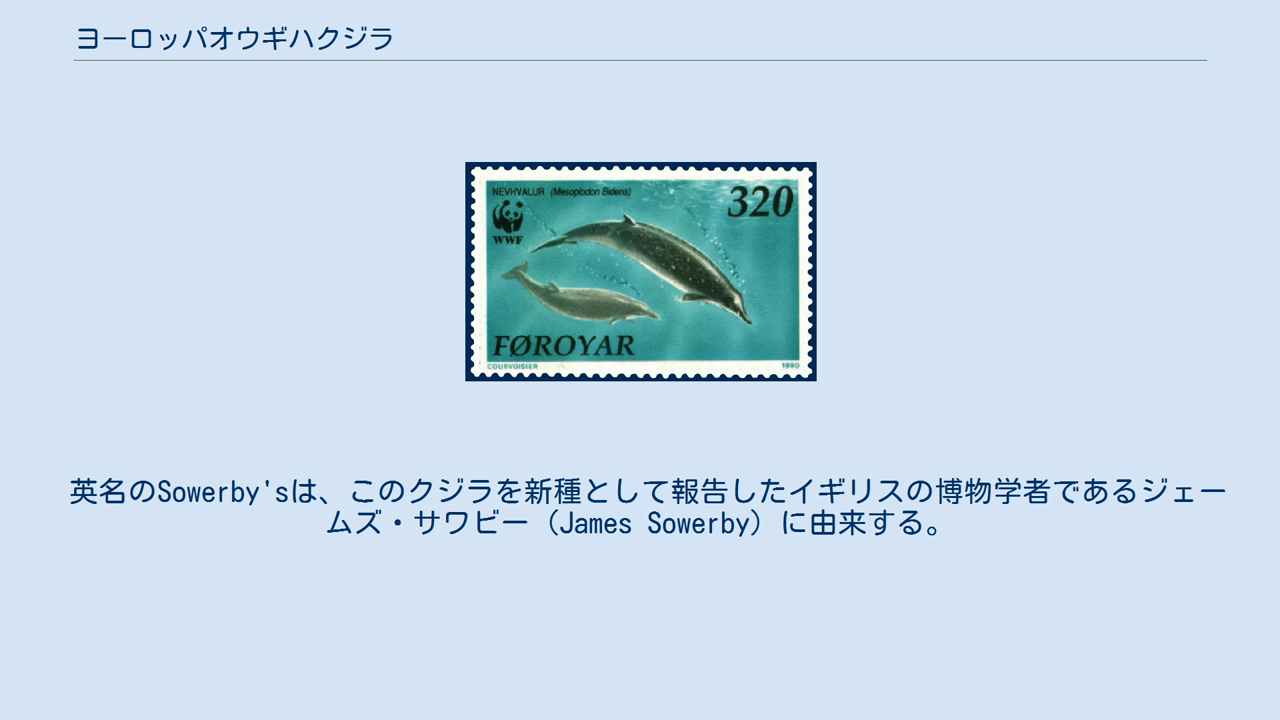 ヨーロッパオウギハクジラ
NEVHVALUR (Mesoplodon Bidens)
320
WWF
FØROYAR
COURVOISIER 1990
英名のSowerby'sは、このクジラを新種として報告したイギリスの博物学者であるジェー
ムズ・サワビー（James Sowerby）に由来する。